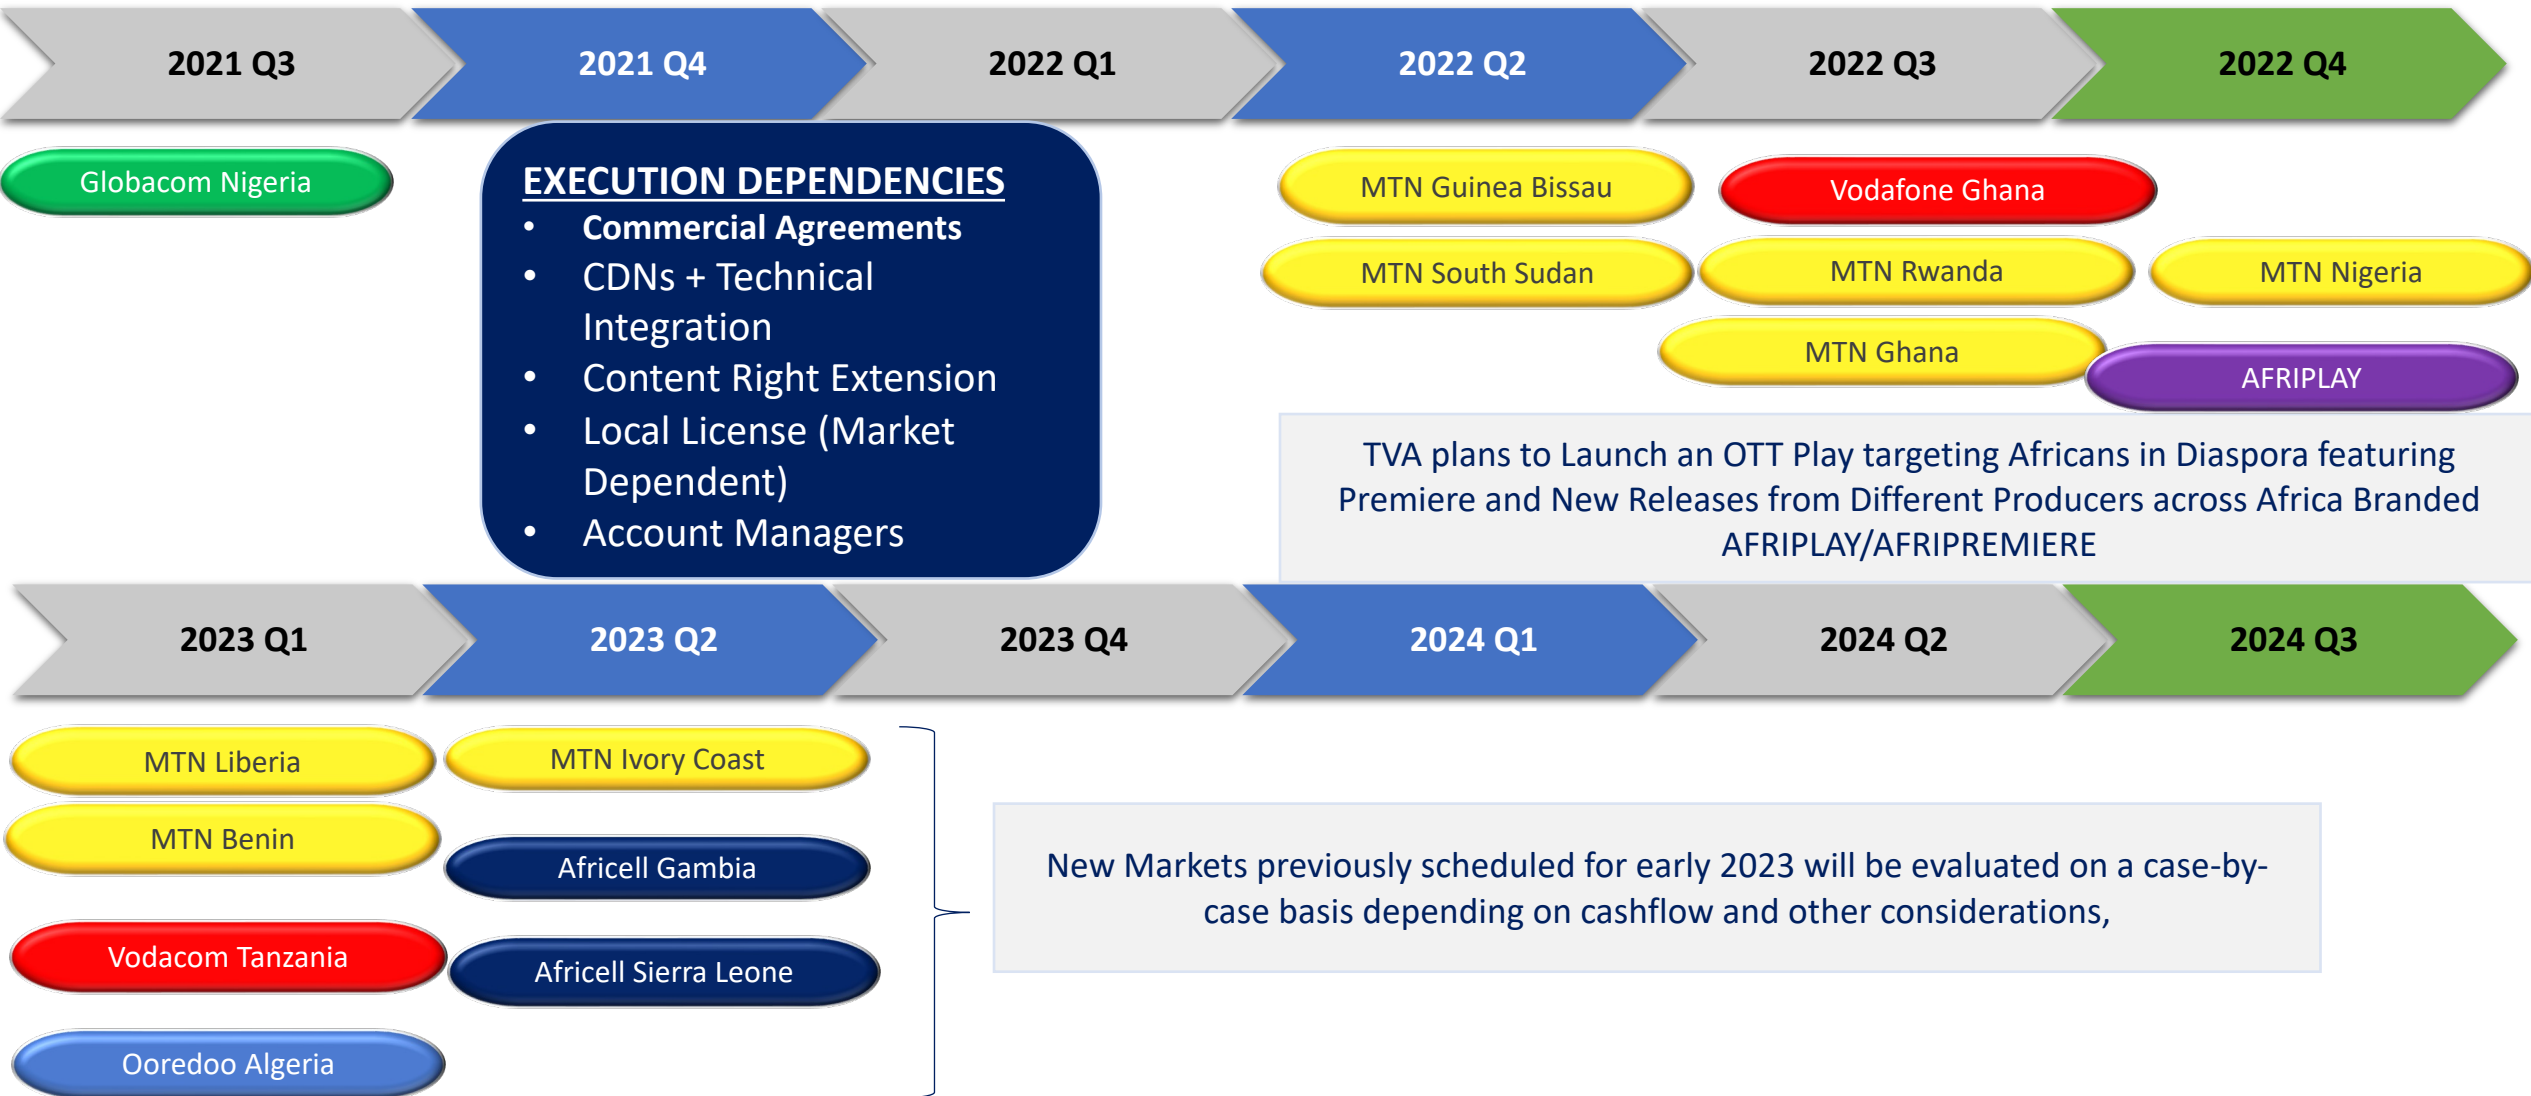 2021 Q3
2021 Q4
2022 Q1
2022 Q2
2022 Q3
2022 Q4
Globacom Nigeria
EXECUTION DEPENDENCIES
• Commercial Agreements
• CDNs + Technical
Integration
• Content Right Extension
• Local License (Market
Dependent)
• Account Managers
MTN Guinea Bissau
MTN South Sudan
Vodafone Ghana
MTN Rwanda
MTN Ghana
MTN Nigeria
AFRIPLAY
TVA plans to Launch an OTT Play targeting Africans in Diaspora featuring
Premiere and New Releases from Different Producers across Africa Branded
AFRIPLAY/AFRIPREMIERE
2023 Q1
2023 Q2
2023 Q4
2024 Q1
2024 Q2
2024 Q3
MTN Liberia
MTN Benin
Vodacom Tanzania
Ooredoo Algeria
MTN Ivory Coast
Africell Gambia
Africell Sierra Leone
New Markets previously scheduled for early 2023 will be evaluated on a case-by-
case basis depending on cashflow and other considerations,